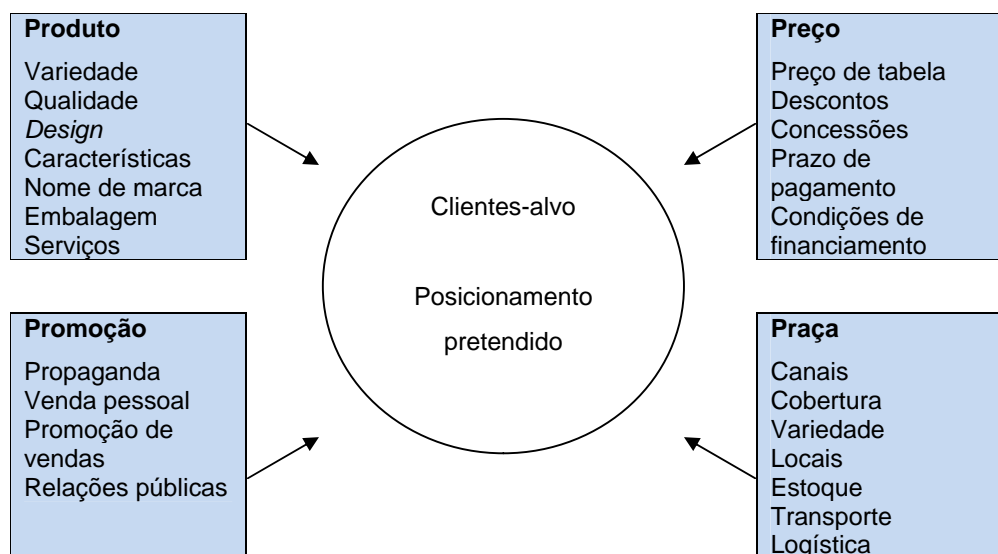 Produto
Variedade
Qualidade
Design
Características
Nome de marca
Embalagem
Serviços
Preço
Preço de tabela
Descontos
Concessões
Prazo de
pagamento
Condições de
financiamento
Clientes-alvo
Posicionamento
pretendido
Promoção
Propaganda
Venda pessoal
Promoção de
vendas
Relações públicas
Praça
Canais
Cobertura
Variedade
Locais
Estoque
Transporte
Logística